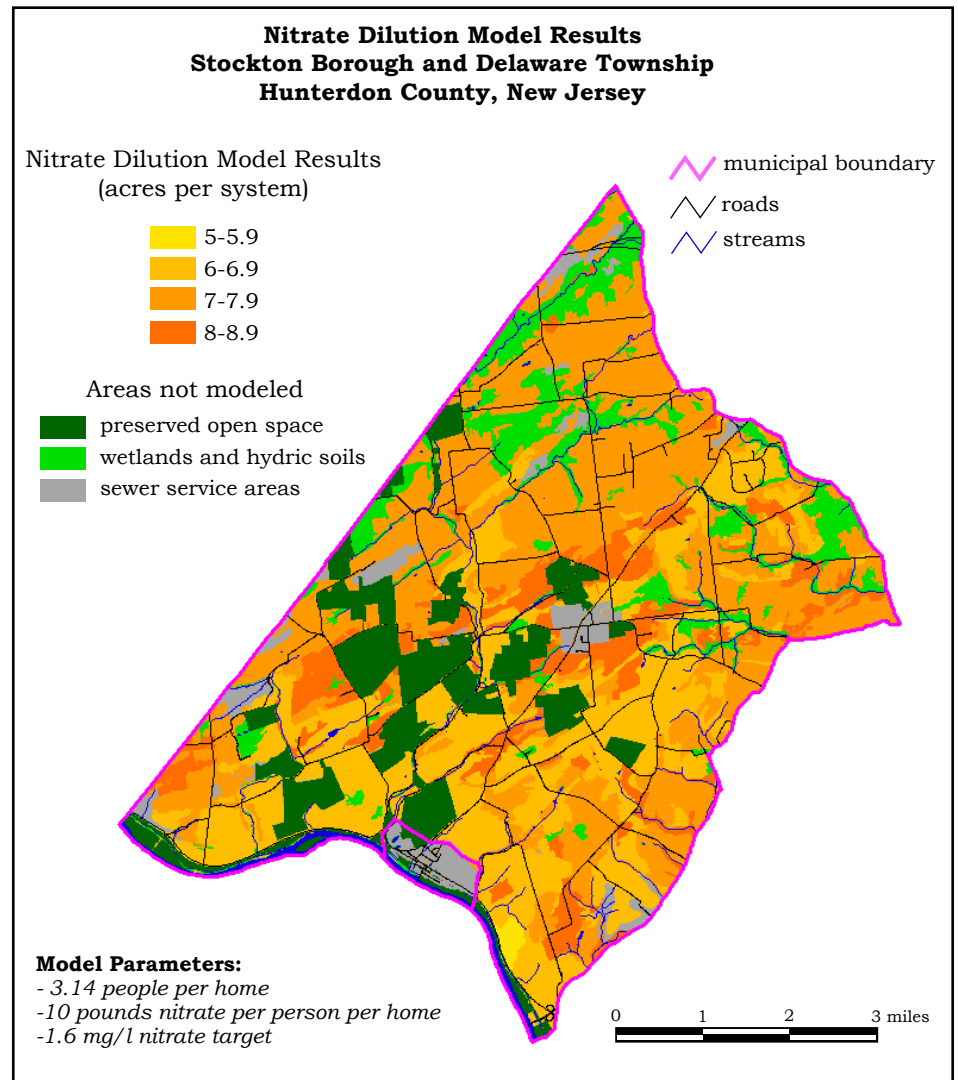 Nitrate Dilution Model Results
Stockton Borough and Delaware Township
Hunterdon County, New Jersey
Nitrate Dilution Model Results
(acres per system)
5-5.9
6-6.9
7-7.9
8-8.9
Areas not modeled
preserved open space
wetlands and hydric soils
sewer service areas
municipal boundary
roads
streams
Model Parameters:
- 3.14 people per home
-10 pounds nitrate per person per home
-1.6 mg/l nitrate target
0 1 2 3 miles